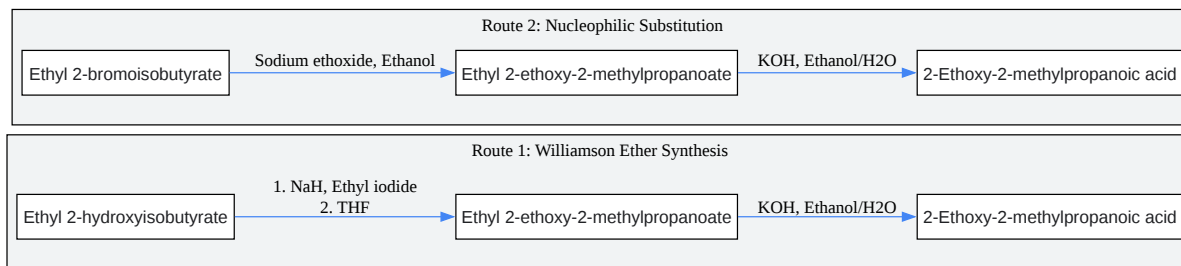 Route 2: Nucleophilic Substitution
Ethyl 2-bromoisobutyrate
Sodium ethoxide, Ethanol
Ethyl 2-ethoxy-2-methylpropanoate
KOH, Ethanol/H2O
2-Ethoxy-2-methylpropanoic acid
Route 1: Williamson Ether Synthesis
Ethyl 2-hydroxyisobutyrate
1. NaH, Ethyl iodide
2. THF
Ethyl 2-ethoxy-2-methylpropanoate
KOH, Ethanol/H2O
2-Ethoxy-2-methylpropanoic acid